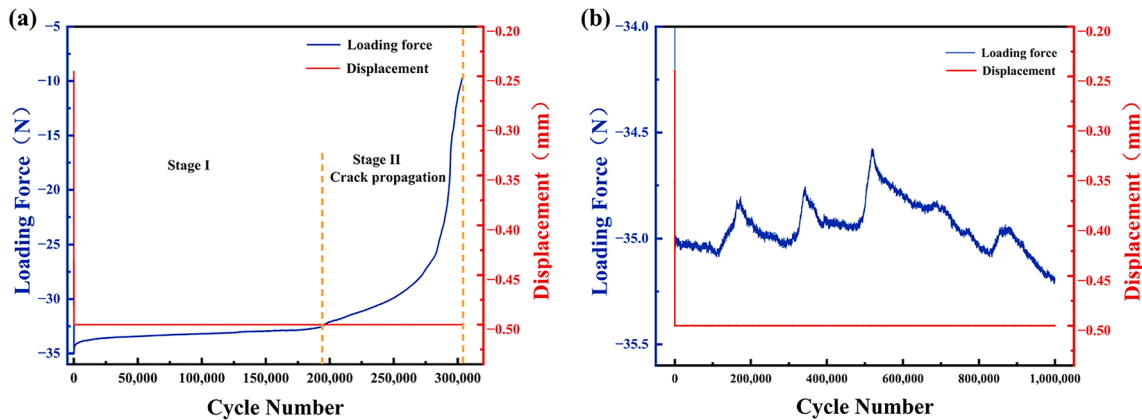 (a)
Loading Force（N）
−5
−10
−15
−20
−25
−30
−35
Loading force
Displacement
Stage I
Stage II
Crack propagation
−0.20
−0.25
−0.30
−0.35
−0.40
−0.45
−0.50
Displacement（mm）
0
50,000
100,000
150,000
200,000
250,000
300,000
Cycle Number
(b)
Loading Force（N）
−34.0
−34.5
−35.0
−35.5
Loading force
Displacement
−0.20
−0.25
−0.30
−0.35
−0.40
−0.45
−0.50
Displacement（mm）
0
200,000
400,000
600,000
800,000
1,000,000
Cycle Number